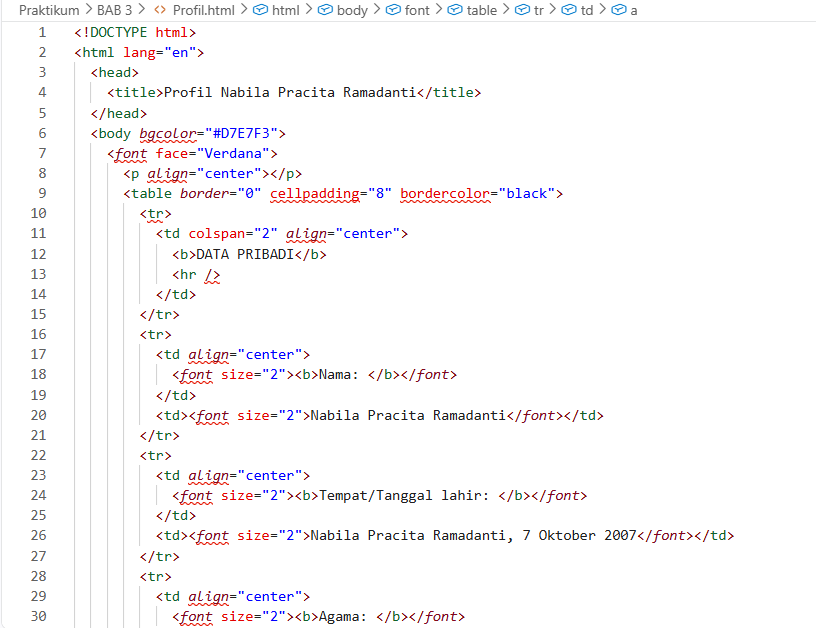 Praktikum > BAB 3 > <> Profil.html > html > body > font > table > tr > td > a
1 <!DOCTYPE html>
2 <html lang="en">
3 <head>
4 <title>Profil Nabila Pracita Ramadanti</title>
5 </head>
6 <body bgcolor="#D7E7F3">
7 <font face="Verdana">
8 <p align="center"></p>
9 <table border="0" cellpadding="8" bordercolor="black">
10 <tr>
11 <td colspan="2" align="center">
12 <b>DATA PRIBADI</b>
13 <hr />
14 </td>
15 </tr>
16 <tr>
17 <td align="center">
18 <font size="2"><b>Nama: </b></font>
19 </td>
20 <td><font size="2">Nabila Pracita Ramadanti</font></td>
21 </tr>
22 <tr>
23 <td align="center">
24 <font size="2"><b>Tempat/Tanggal lahir: </b></font>
25 </td>
26 <td><font size="2">Nabila Pracita Ramadanti, 7 Oktober 2007</font></td>
27 </tr>
28 <tr>
29 <td align="center">
30 <font size="2"><b>Agama: </b></font>